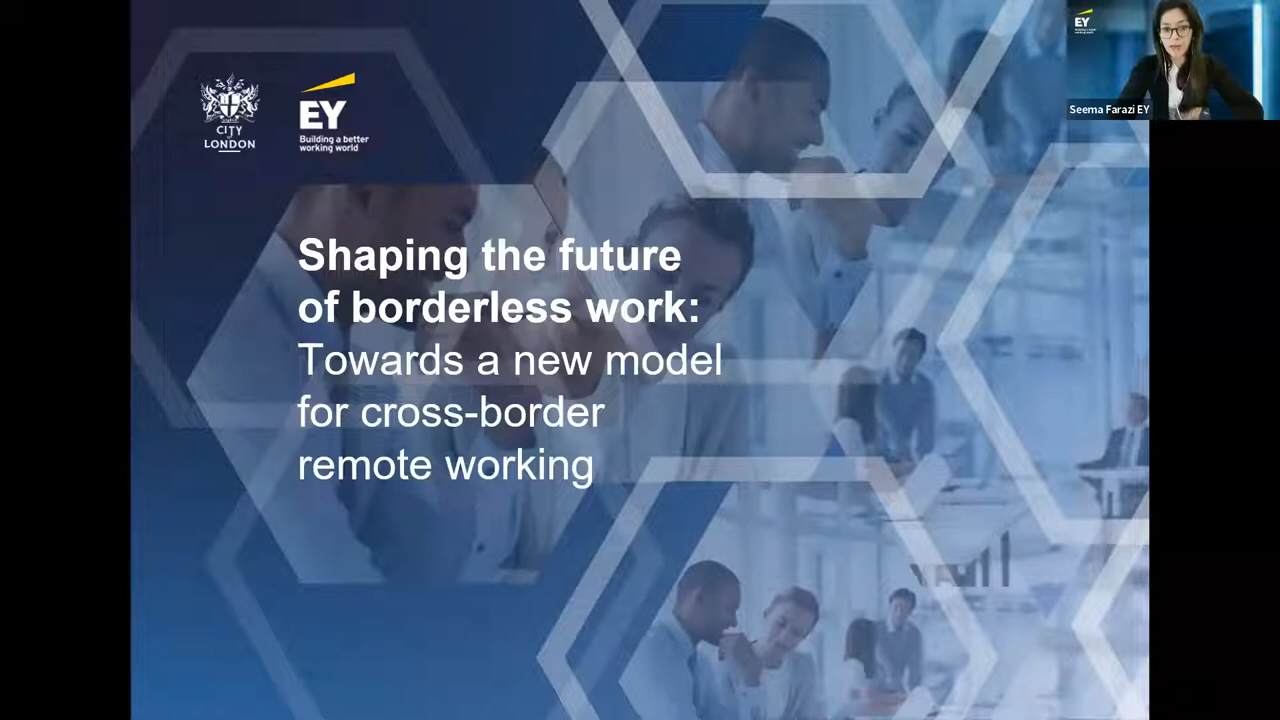 CITY
LONDON
EY
Building a better
working world
Shaping the future
of borderless work:
Towards a new model
for cross-border
remote working
EY
Seema Farazi EY